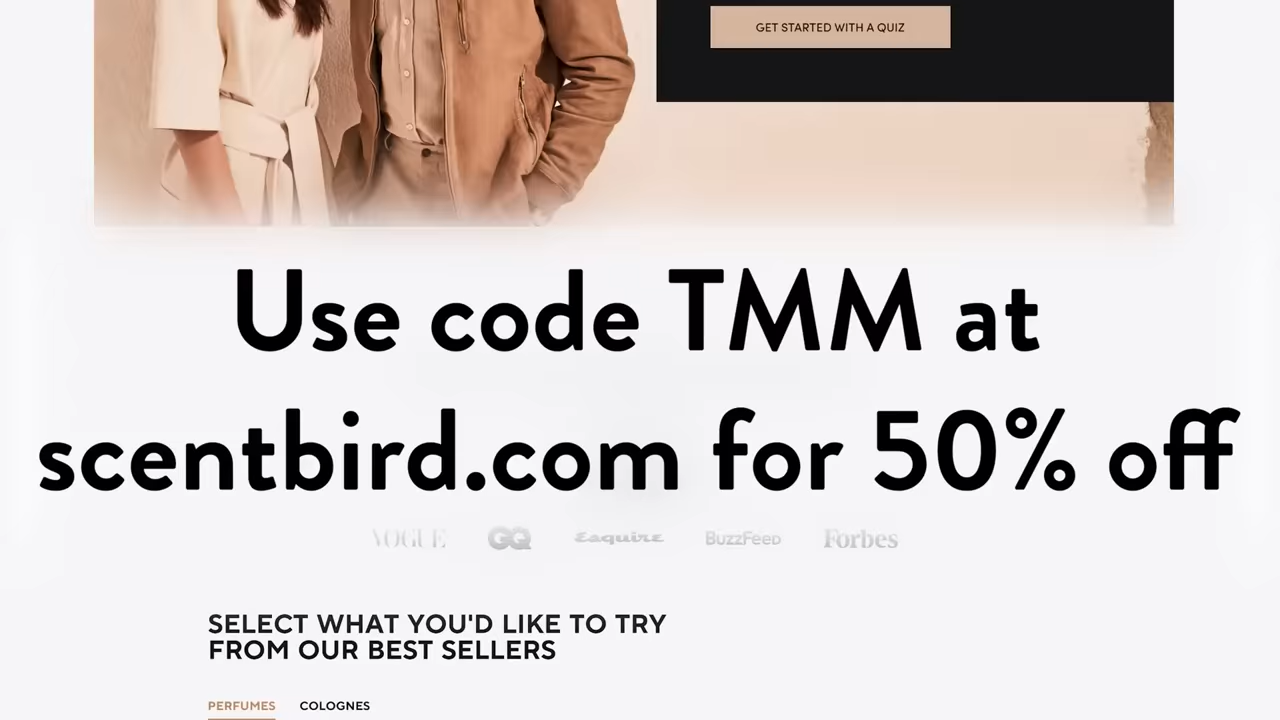 GET STARTED WITH A QUIZ
Use code TMM at
scentbird.com for 50% off
VOGUE GQ Esquire BuzzFeed Forbes
SELECT WHAT YOU'D LIKE TO TRY
FROM OUR BEST SELLERS
PERFUMES COLOGNES